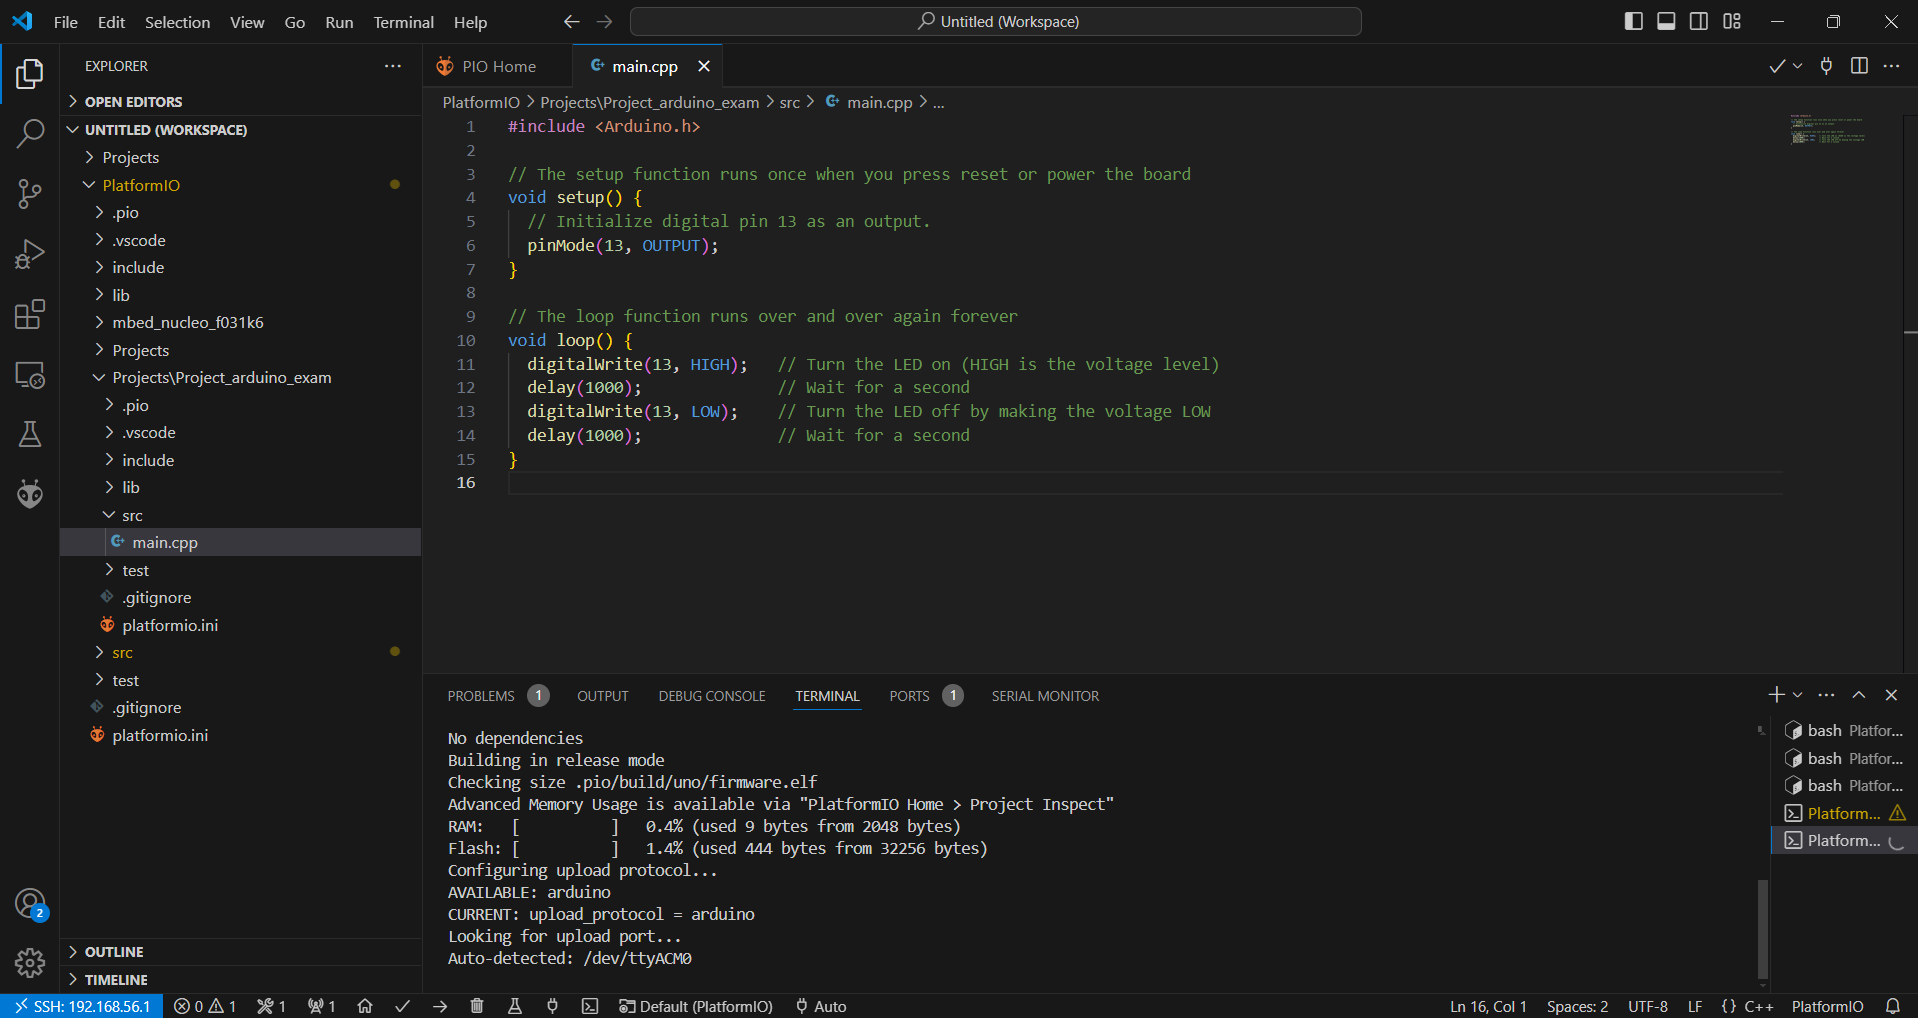 File Edit Selection View Go Run Terminal Help
Untitled (Workspace)
EXPLORER
OPEN EDITORS
UNTITLED (WORKSPACE)
Projects
PlatformIO
.pio
.vscode
include
lib
mbed_nucleo_f031k6
Projects
Projects\Project_arduino_exam
.pio
.vscode
include
lib
src
main.cpp
test
.gitignore
platformio.ini
src
test
.gitignore
platformio.ini
OUTLINE
TIMELINE
2
PIO Home main.cpp
PlatformIO > Projects\Project_arduino_exam > src > main.cpp > ...
1 #include <Arduino.h>
2
3 // The setup function runs once when you press reset or power the board
4 void setup() {
5 // Initialize digital pin 13 as an output.
6 pinMode(13, OUTPUT);
7 }
8
9 // The loop function runs over and over again forever
10 void loop() {
11 digitalWrite(13, HIGH); // Turn the LED on (HIGH is the voltage level)
12 delay(1000); // Wait for a second
13 digitalWrite(13, LOW); // Turn the LED off by making the voltage LOW
14 delay(1000); // Wait for a second
15 }
16
PROBLEMS 1 OUTPUT DEBUG CONSOLE TERMINAL PORTS 1 SERIAL MONITOR
No dependencies
Building in release mode
Checking size .pio/build/uno/firmware.elf
Advanced Memory Usage is available via "PlatformIO Home > Project Inspect"
RAM: [ ] 0.4% (used 9 bytes from 2048 bytes)
Flash: [ ] 1.4% (used 444 bytes from 32256 bytes)
Configuring upload protocol...
AVAILABLE: arduino
CURRENT: upload_protocol = arduino
Looking for upload port...
Auto-detected: /dev/ttyACM0
bash Platfor...
bash Platfor...
bash Platfor...
Platform...
Platform...
SSH: 192.168.56.1 0 1 1 1 Default (PlatformIO) Auto Ln 16, Col 1 Spaces: 2 UTF-8 LF {} C++ PlatformIO